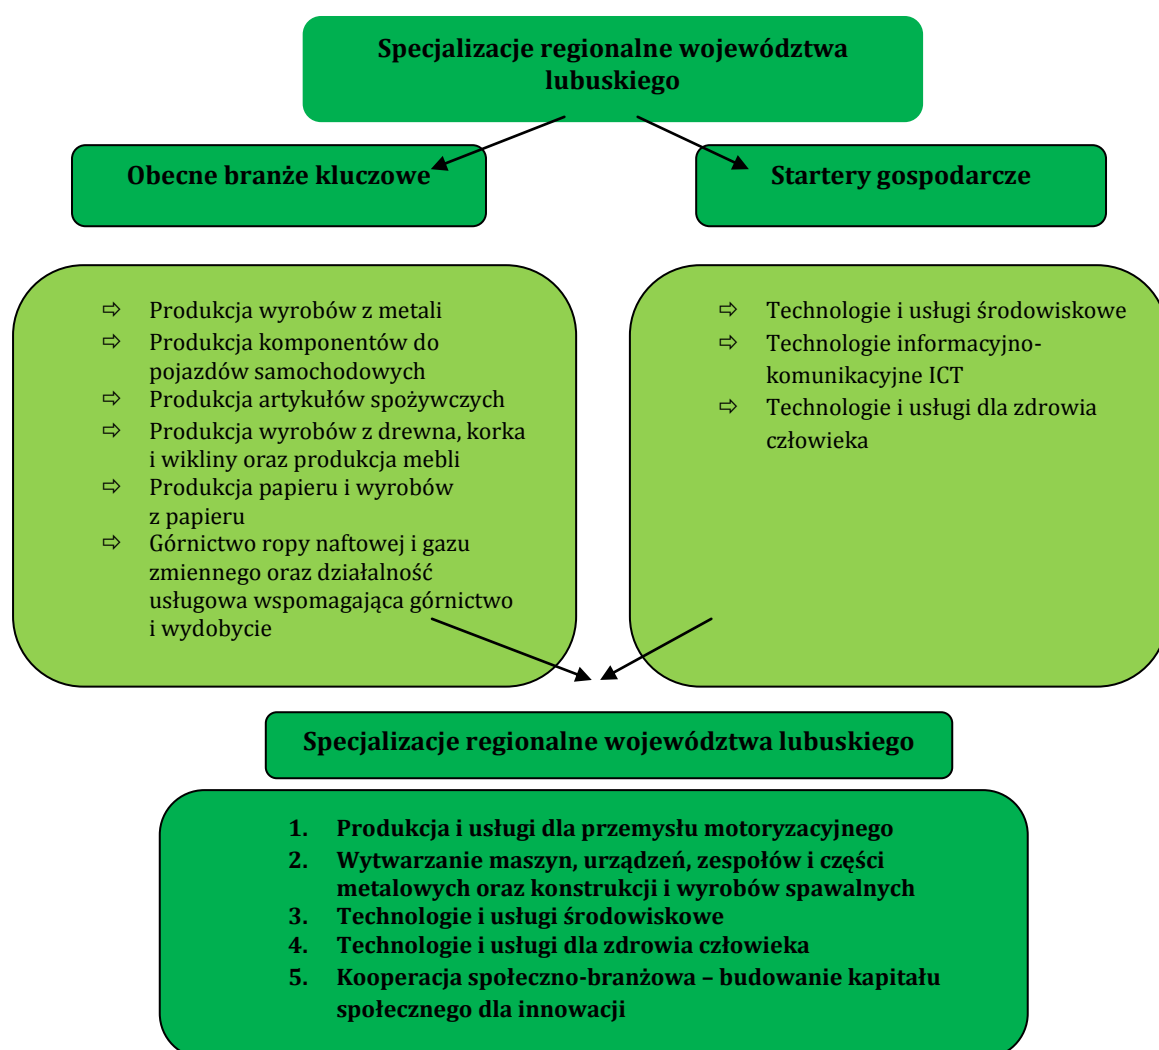 Specjalizacje regionalne województwa
lubuskiego
Obecne branże kluczowe
Startery gospodarcze
⇨ Produkcja wyrobów z metali
⇨ Produkcja komponentów do
pojazdów samochodowych
⇨ Produkcja artykułów spożywczych
⇨ Produkcja wyrobów z drewna, korka
i wikliny oraz produkcja mebli
⇨ Produkcja papieru i wyrobów
z papieru
⇨ Górnictwo ropy naftowej i gazu
zmiennego oraz działalność
usługowa wspomagająca górnictwo
i wydobycie
⇨ Technologie i usługi środowiskowe
⇨ Technologie informacyjno-
komunikacyjne ICT
⇨ Technologie i usługi dla zdrowia
człowieka
Specjalizacje regionalne województwa lubuskiego
1. Produkcja i usługi dla przemysłu motoryzacyjnego
2. Wytwarzanie maszyn, urządzeń, zespołów i części
metalowych oraz konstrukcji i wyrobów spawalnych
3. Technologie i usługi środowiskowe
4. Technologie i usługi dla zdrowia człowieka
5. Kooperacja społeczno-branżowa – budowanie kapitału
społecznego dla innowacji